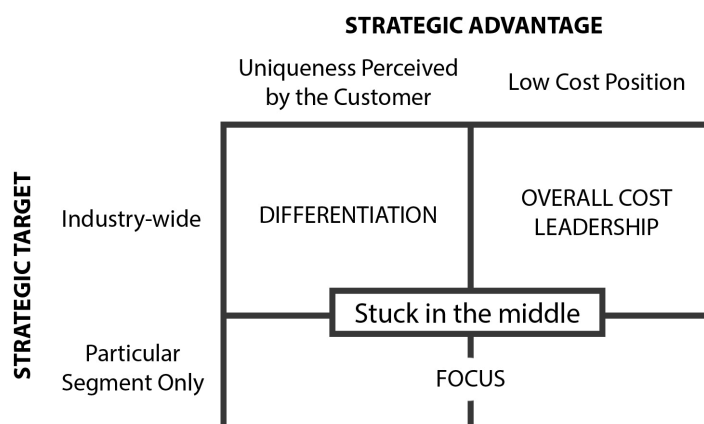 STRATEGIC ADVANTAGE
Uniqueness Perceived
by the Customer
Low Cost Position
STRATEGIC TARGET
Industry-wide
DIFFERENTIATION
OVERALL COST
LEADERSHIP
Stuck in the middle
Particular
Segment Only
FOCUS